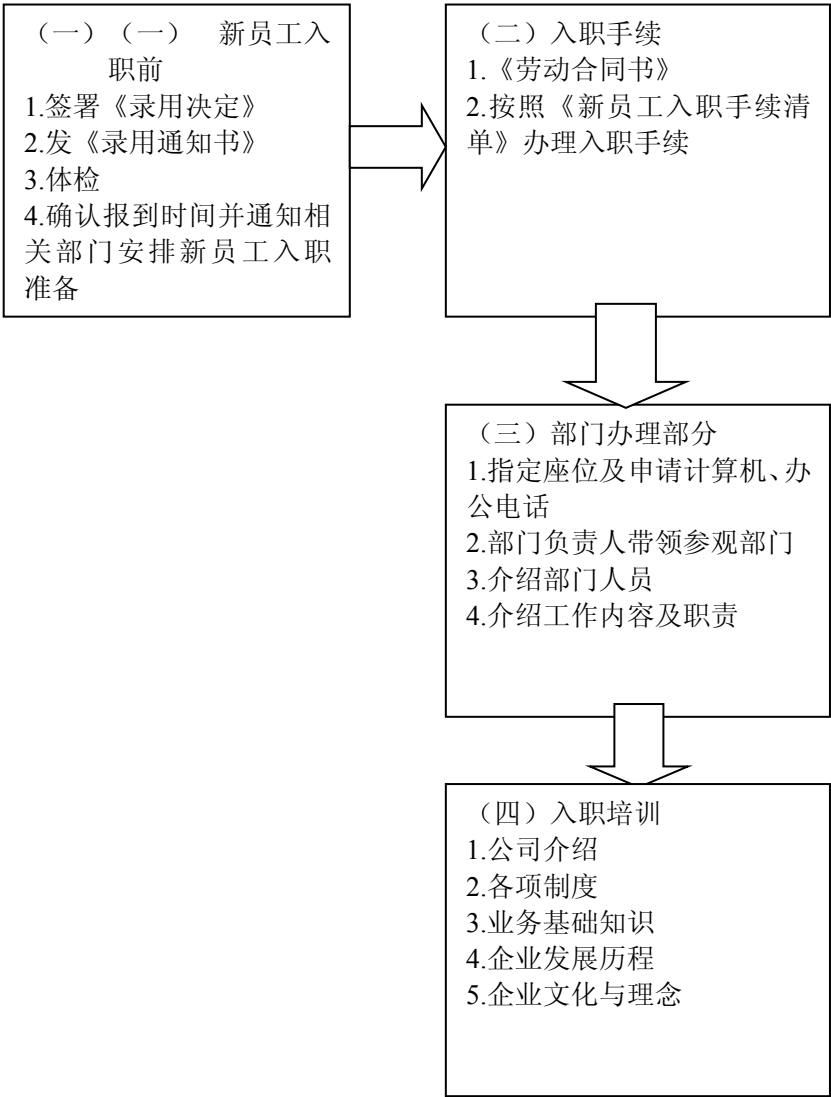 （一）（一） 新员工入
职前
1.签署《录用决定》
2.发《录用通知书》
3.体检
4.确认报到时间并通知相
关部门安排新员工入职
准备
（二）入职手续
1.《劳动合同书》
2.按照《新员工入职手续清
单》办理入职手续
（三）部门办理部分
1.指定座位及申请计算机、办
公电话
2.部门负责人带领参观部门
3.介绍部门人员
4.介绍工作内容及职责
（四）入职培训
1.公司介绍
2.各项制度
3.业务基础知识
4.企业发展历程
5.企业文化与理念